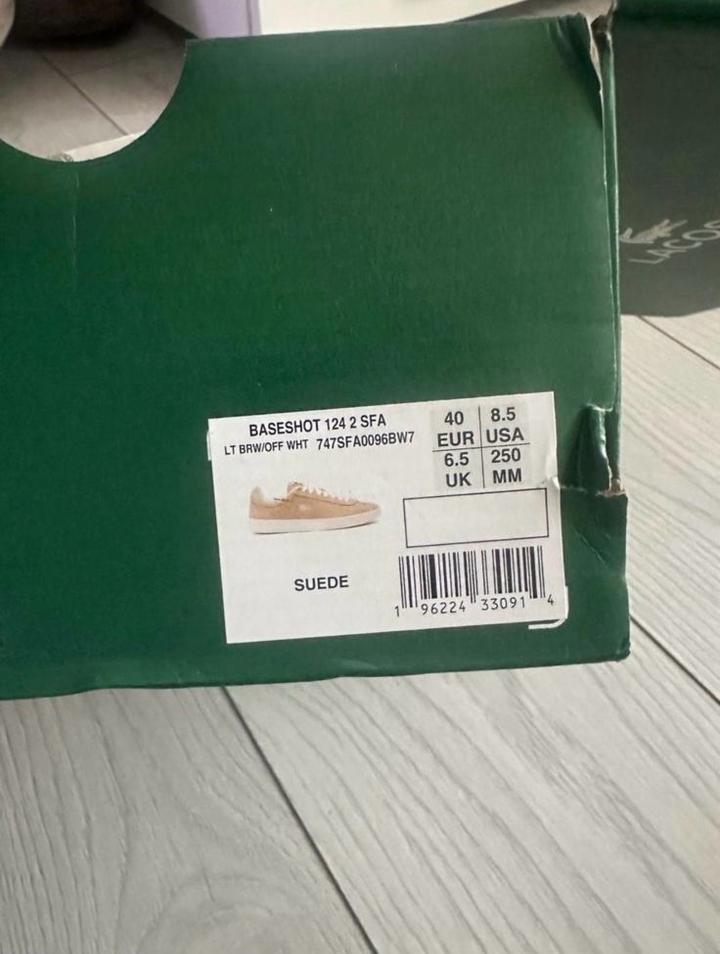 LACOS
BASESHOT 124 2 SFA
LT BRW/OFF WHT 747SFA0096BW7
40 8.5
EUR USA
6.5 250
UK MM
SUEDE
1 96224 33091 4